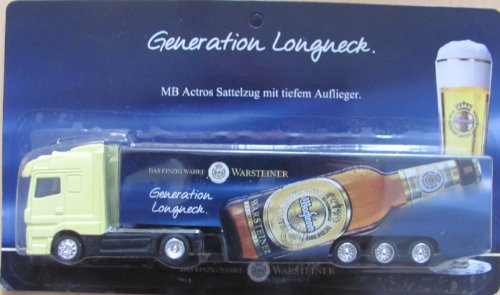 Generation Longneck.
MB Actros Sattelzug mit tiefem Auflieger.
DAS EINZIG WAHRE WARSTEINER
Generation
Longneck.
WARSTEINER
DAS EINZIG WAHRE WARSTEINER